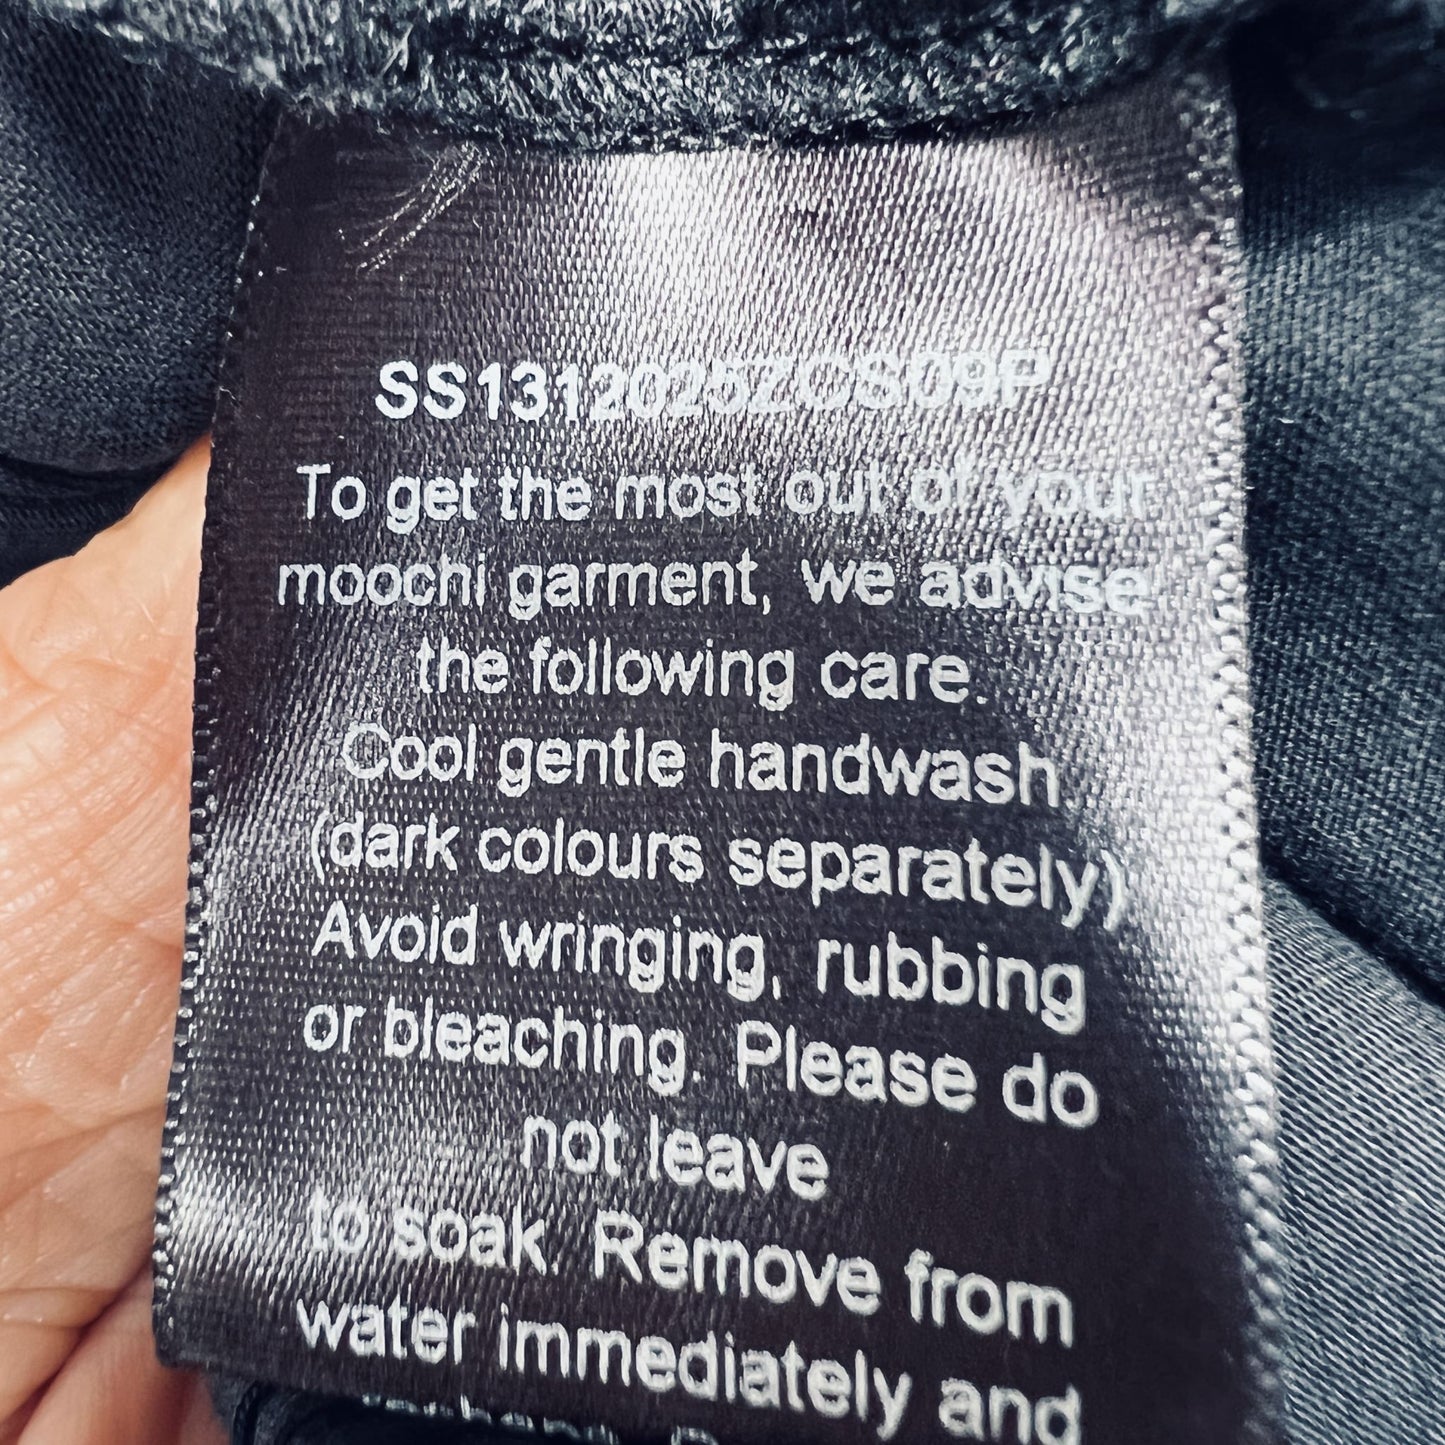 SS1312025ZCS09P
To get the most out of your
moochi garment, we advise
the following care.
Cool gentle handwash.
(dark colours separately)
Avoid wringing, rubbing
or bleaching. Please do
not leave
to soak. Remove from
water immediately and